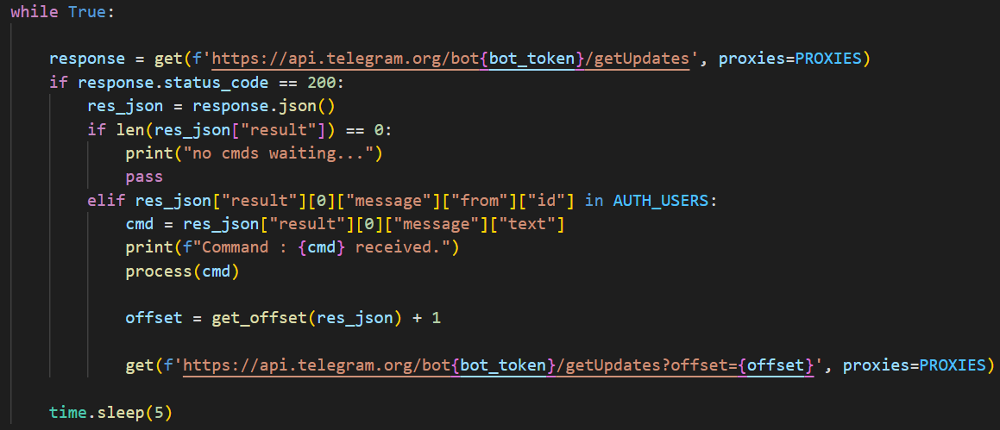 while True:
response = get(f'https://api.telegram.org/bot{bot_token}/getUpdates', proxies=PROXIES)
if response.status_code == 200:
res_json = response.json()
if len(res_json["result"]) == 0:
print("no cmds waiting...")
pass
elif res_json["result"][0]["message"]["from"]["id"] in AUTH_USERS:
cmd = res_json["result"][0]["message"]["text"]
print(f"Command : {cmd} received.")
process(cmd)
offset = get_offset(res_json) + 1
get(f'https://api.telegram.org/bot{bot_token}/getUpdates?offset={offset}', proxies=PROXIES)
time.sleep(5)